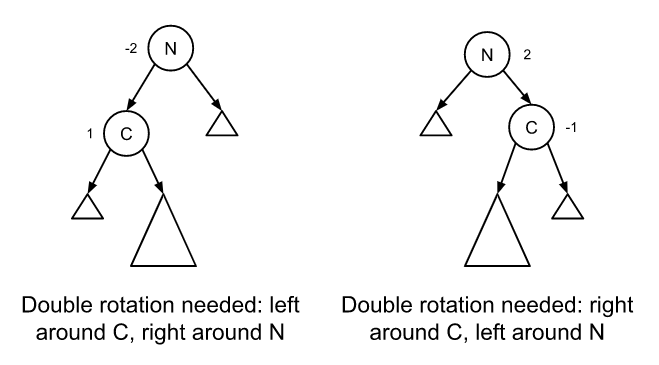 -2 N
1 C
Double rotation needed: left
around C, right around N
N 2
C -1
Double rotation needed: right
around C, left around N